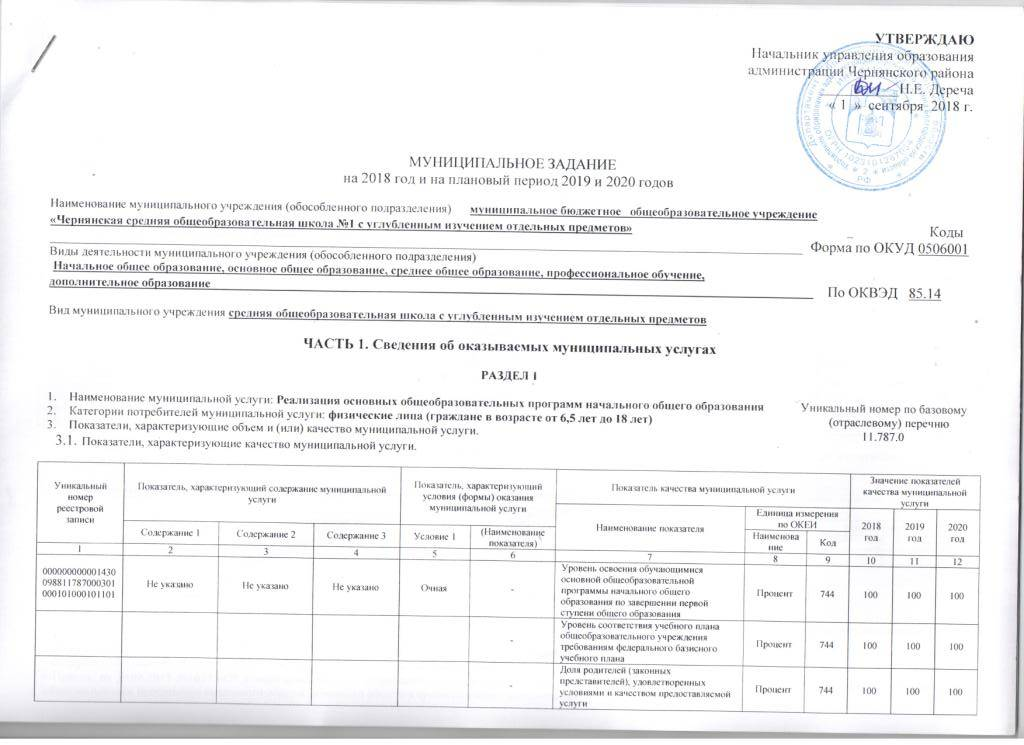 УТВЕРЖДАЮ
Начальник управления образования
администрации Чернянского района
Н.Е. Дереча
« 1 » сентября 2018 г.
МУНИЦИПАЛЬНОЕ ЗАДАНИЕ
на 2018 год и на плановый период 2019 и 2020 годов
Наименование муниципального учреждения (обособленного подразделения) муниципальное бюджетное общеобразовательное учреждение
«Чернянская средняя общеобразовательная школа №1 с углубленным изучением отдельных предметов»
Коды
Форма по ОКУД 0506001
Виды деятельности муниципального учреждения (обособленного подразделения)
Начальное общее образование, основное общее образование, среднее общее образование, профессиональное обучение,
дополнительное образование
По ОКВЭД 85.14
Вид муниципального учреждения средняя общеобразовательная школа с углубленным изучением отдельных предметов
ЧАСТЬ 1. Сведения об оказываемых муниципальных услугах
РАЗДЕЛ 1
1. Наименование муниципальной услуги: Реализация основных общеобразовательных программ начального общего образования
2. Категории потребителей муниципальной услуги: физические лица (граждане в возрасте от 6,5 лет до 18 лет)
3. Показатели, характеризующие объем и (или) качество муниципальной услуги.
3.1. Показатели, характеризующие качество муниципальной услуги.
Уникальный номер по базовому
(отраслевому) перечню
11.787.0
Уникальный
номер
реестровой
записи
Показатель, характеризующий содержание муниципальной
услуги
Показатель, характеризующий
условия (формы) оказания
муниципальной услуги
Показатель качества муниципальной услуги
Значение показателей
качества муниципальной
услуги
Содержание 1
Содержание 2
Содержание 3
Условие 1
(Наименование
показателя)
Наименование показателя
Единица измерения
по ОКЕИ
Наименова
ние
Код
2018
год
2019
год
2020
год
1 2 3 4 5 6 7 8 9 10 11 12
000000000001430
098811787000301
000101000101101
Не указано
Не указано
Не указано
Очная
-
Уровень освоения обучающимися
основной общеобразовательной
программы начального общего
образования по завершении первой
ступени общего образования
Процент 744 100 100 100
-
Уровень соответствия учебного плана
общеобразовательного учреждения
требованиям федерального базисного
учебного плана
Процент 744 100 100 100
-
Доля родителей (законных
представителей), удовлетворенных
условиями и качеством предоставляемой
услуги
Процент 744 100 100 100